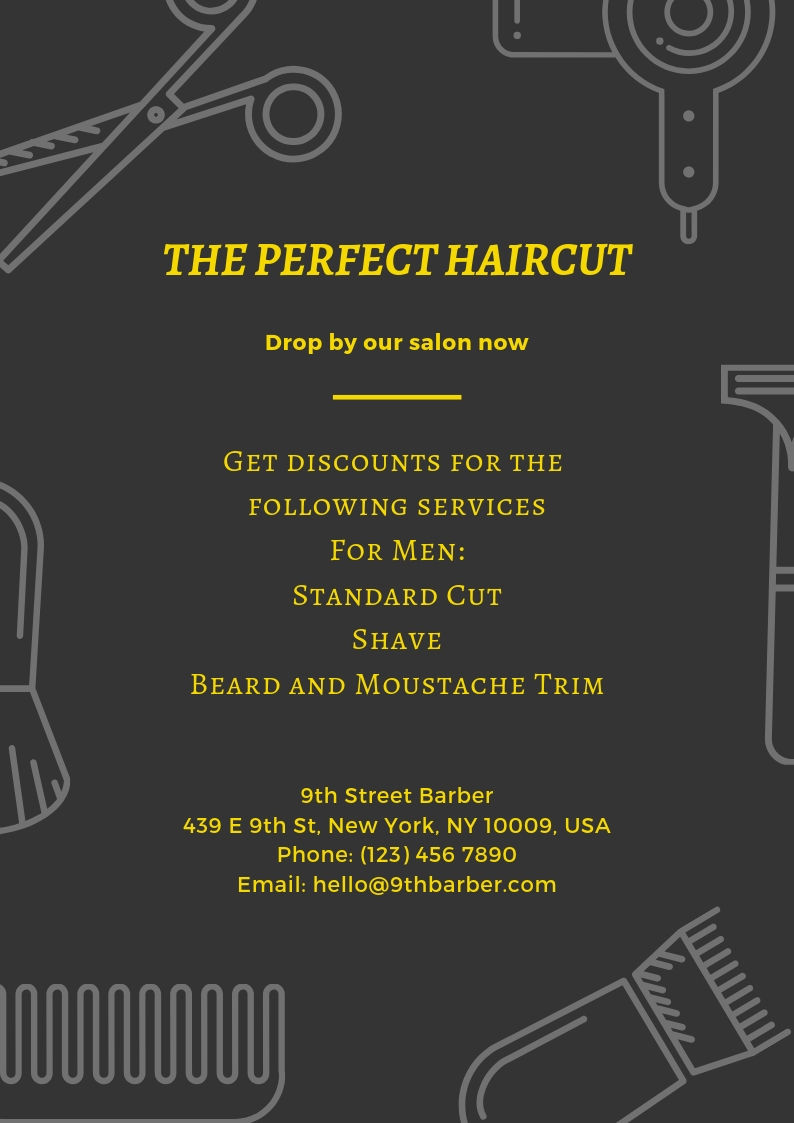 THE PERFECT HAIRCUT
Drop by our salon now
Get discounts for the
following services
For Men:
Standard Cut
Shave
Beard and Moustache Trim
9th Street Barber
439 E 9th St, New York, NY 10009, USA
Phone: (123) 456 7890
Email: hello@9thbarber.com